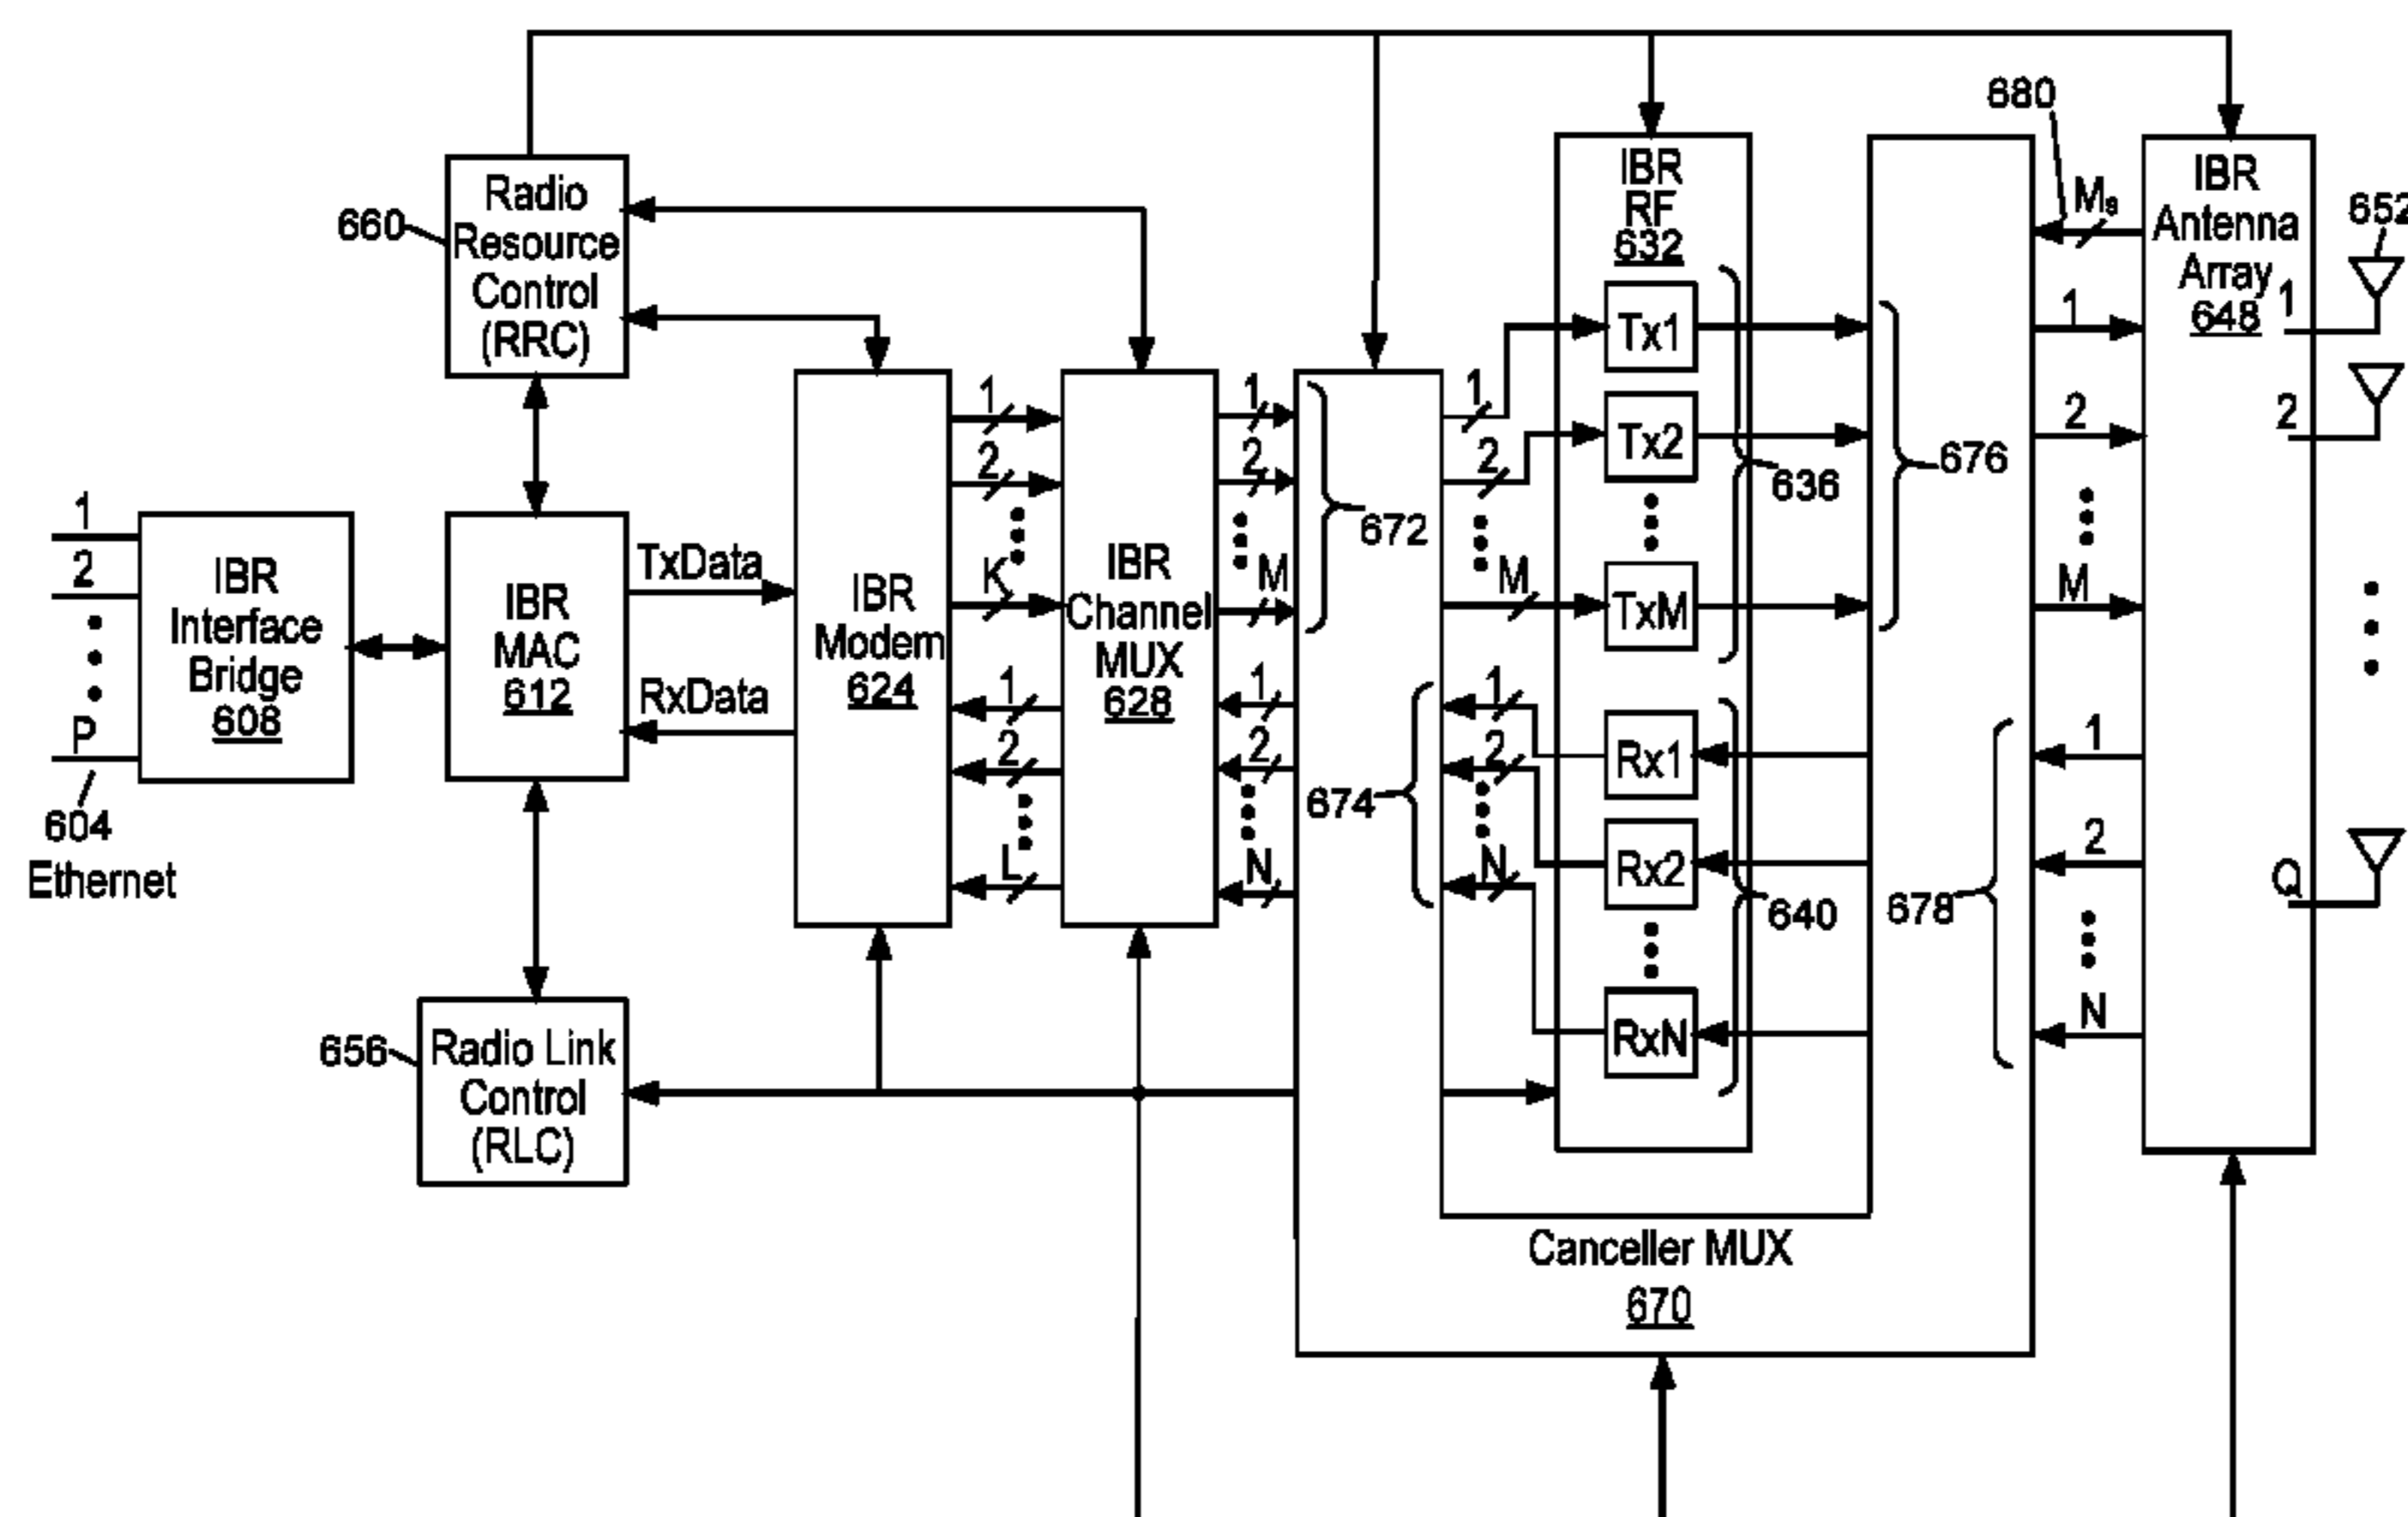 680
660
Radio
Resource
Control
(RRC)
IBR
RF
632
Ms
IBR
Antenna
Array
648
652
1
2
Q
1
2
P
604
Ethernet
IBR
Interface
Bridge
608
IBR
MAC
612
TxData
RxData
656
Radio Link
Control
(RLC)
IBR
Modem
624
1
2
K
1
2
L
IBR
Channel
MUX
628
1
2
M
1
2
N
672
674
1
2
M
1
2
N
Tx1
Tx2
TxM
636
Rx1
Rx2
RxN
640
676
678
1
2
M
1
2
N
Canceller MUX
670